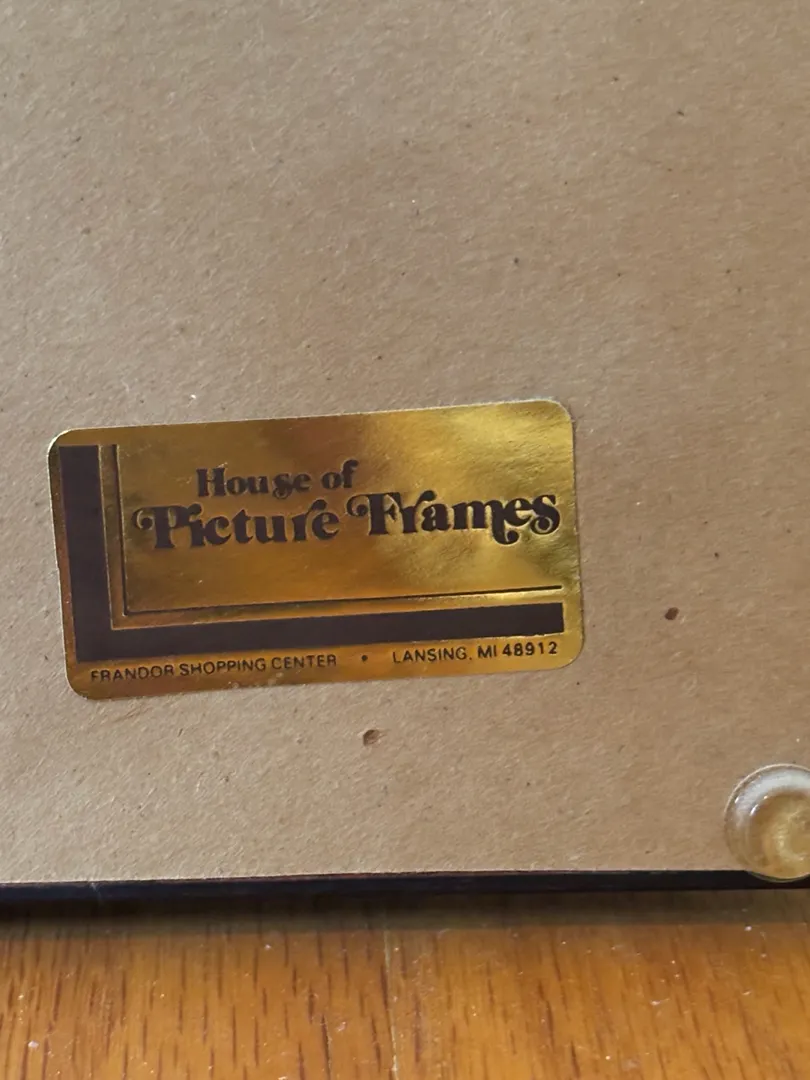 House of
Picture Frames
FRANDOR SHOPPING CENTER • LANSING, MI 48912